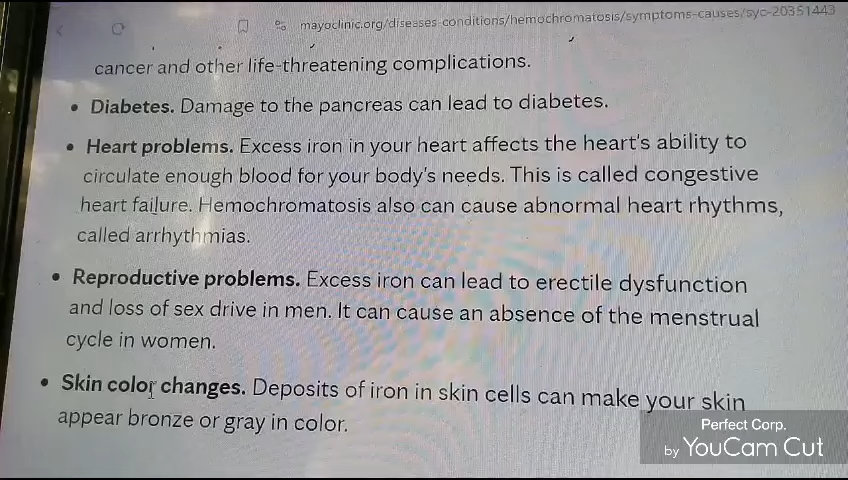 mayoclinic.org/diseases-conditions/hemochromatosis/symptoms-causes/syc-20351443
cancer and other life-threatening complications.
• Diabetes. Damage to the pancreas can lead to diabetes.
• Heart problems. Excess iron in your heart affects the heart's ability to
circulate enough blood for your body's needs. This is called congestive
heart failure. Hemochromatosis also can cause abnormal heart rhythms,
called arrhythmias.
• Reproductive problems. Excess iron can lead to erectile dysfunction
and loss of sex drive in men. It can cause an absence of the menstrual
cycle in women.
• Skin color changes. Deposits of iron in skin cells can make your skin
appear bronze or gray in color.
Perfect Corp.
by YouCam Cut